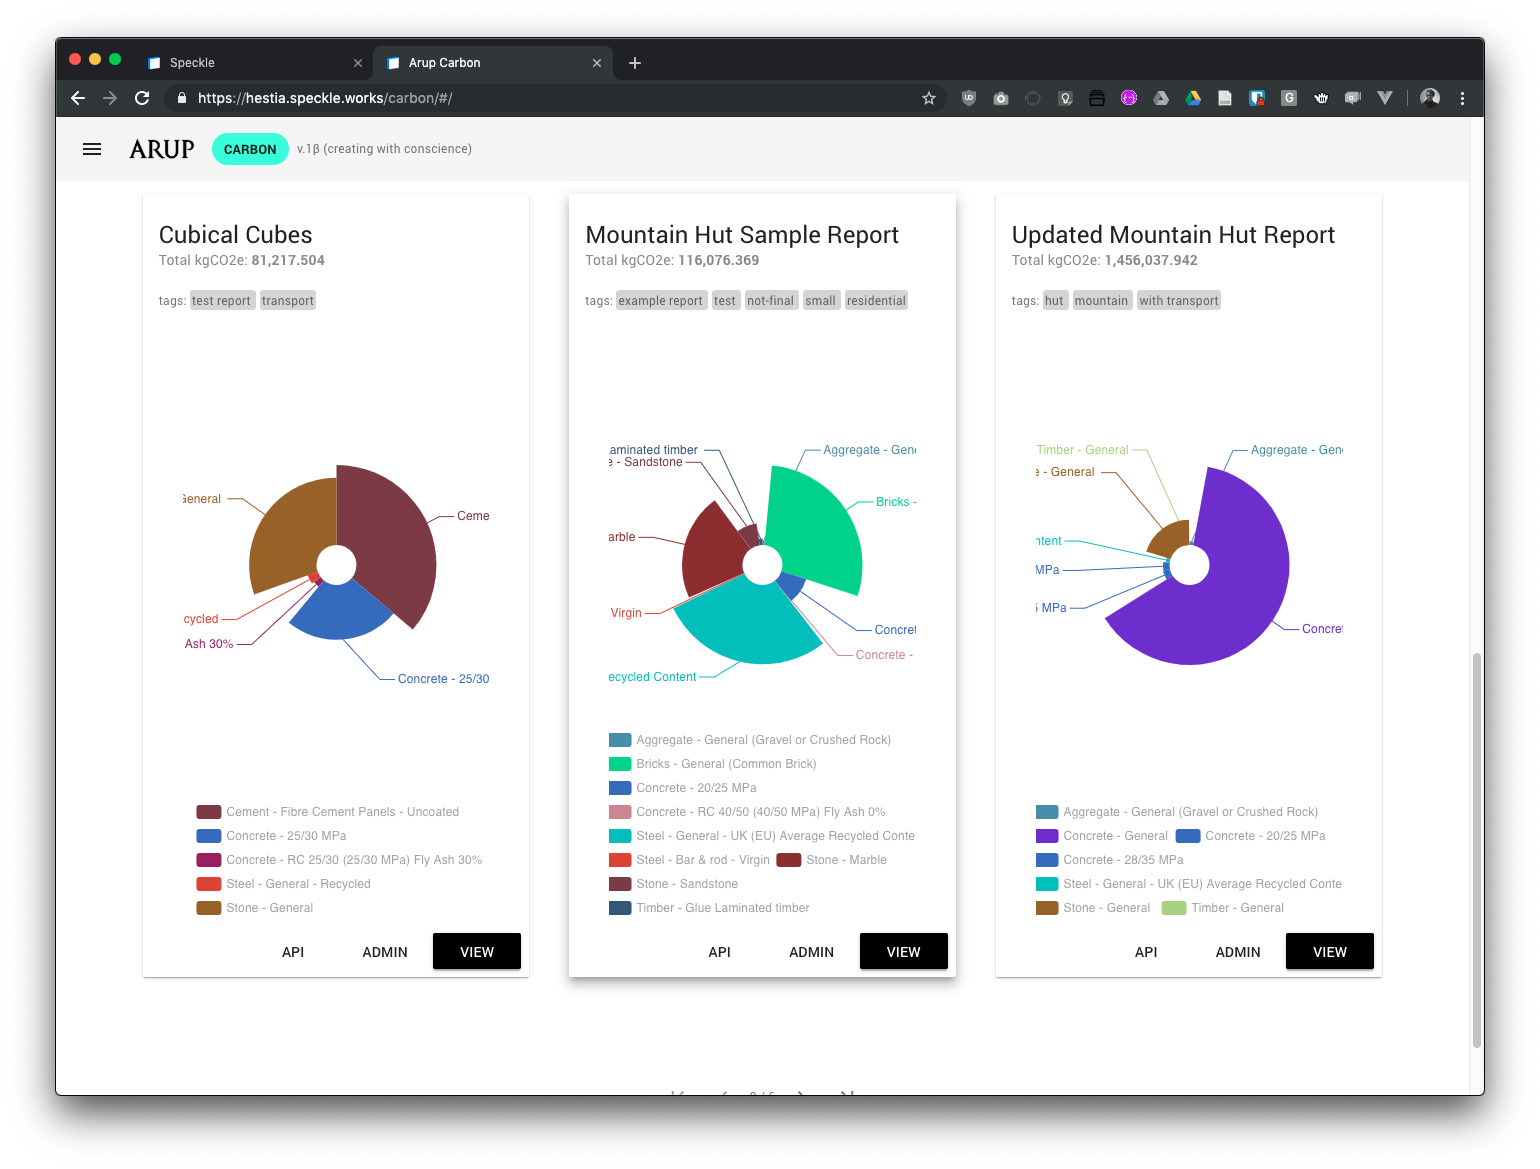 Speckle
Arup Carbon
https://hestia.speckle.works/carbon/#/
ARUP CARBON v.1β (creating with conscience)
Cubical Cubes
Total kgCO2e: 81,217.504
tags: test report transport
General
Ceme
cycled
Ash 30%
Concrete - 25/30
Cement - Fibre Cement Panels - Uncoated
Concrete - 25/30 MPa
Concrete - RC 25/30 (25/30 MPa) Fly Ash 30%
Steel - General - Recycled
Stone - General
API ADMIN VIEW
Mountain Hut Sample Report
Total kgCO2e: 116,076.369
tags: example report test not-final small residential
aminated timber
e - Sandstone
Aggregate - Gen
Bricks -
arble
Virgin
Concret
Concrete -
ecycled Content
Aggregate - General (Gravel or Crushed Rock)
Bricks - General (Common Brick)
Concrete - 20/25 MPa
Concrete - RC 40/50 (40/50 MPa) Fly Ash 0%
Steel - General - UK (EU) Average Recycled Conte
Steel - Bar & rod - Virgin Stone - Marble
Stone - Sandstone
Timber - Glue Laminated timber
API ADMIN VIEW
Updated Mountain Hut Report
Total kgCO2e: 1,456,037.942
tags: hut mountain with transport
Timber - General
e - General
Aggregate - Gen
ntent
MPa
5 MPa
Concret
Aggregate - General (Gravel or Crushed Rock)
Concrete - General Concrete - 20/25 MPa
Concrete - 28/35 MPa
Steel - General - UK (EU) Average Recycled Conte
Stone - General Timber - General
API ADMIN VIEW